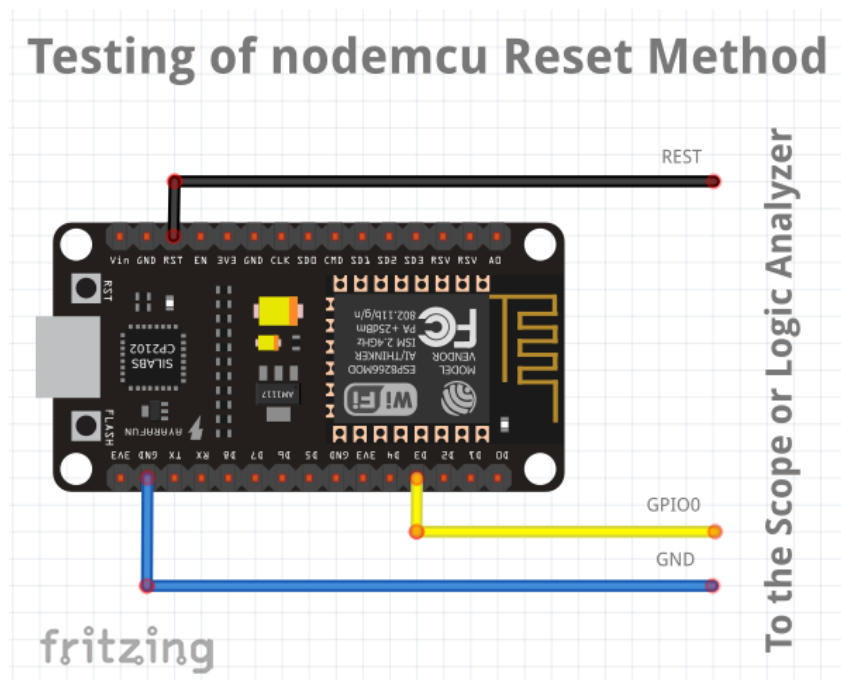 Testing of nodemcu Reset Method
REST
To the Scope or Logic Analyzer
Vin GND RST EN 3V3 GND CLK SD0 CMD SD1 SD2 SD3 RSV RSV A0
RST
SILABS
CP2102
AM1117
MODEL
VENDOR
ESP8266MOD
AI/THINKER
ISM 2.4GHz
PA +25dBm
802.11b/g/n
FC
Wi Fi
FLASH
AYARAFUN
3V3 GND TX RX D8 D7 D6 D5 GND 3V3 D4 D3 D2 D1 D0
GPIO0
GND
fritzing